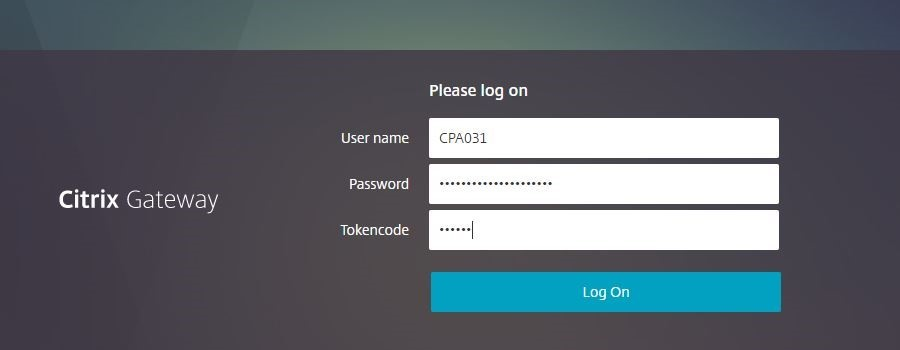 Please log on
User name
CPA031
Password
•••••••••••••••••••••
Citrix Gateway
Tokencode
••••••
Log On